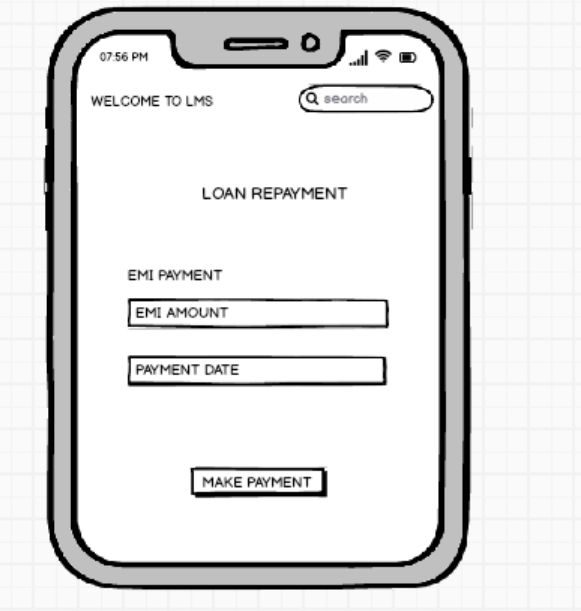 07:56 PM
WELCOME TO LMS
search
LOAN REPAYMENT
EMI PAYMENT
EMI AMOUNT
PAYMENT DATE
MAKE PAYMENT